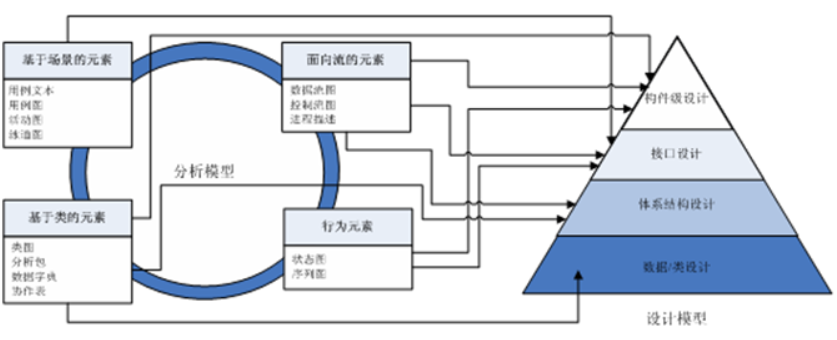 基于场景的元素
用例文本
用例图
活动图
泳道图
面向流的元素
数据流图
控制流图
进程描述
分析模型
基于类的元素
类图
分析包
数据字典
协作表
行为元素
状态图
序列图
构件级设计
接口设计
体系结构设计
数据/类设计
设计模型